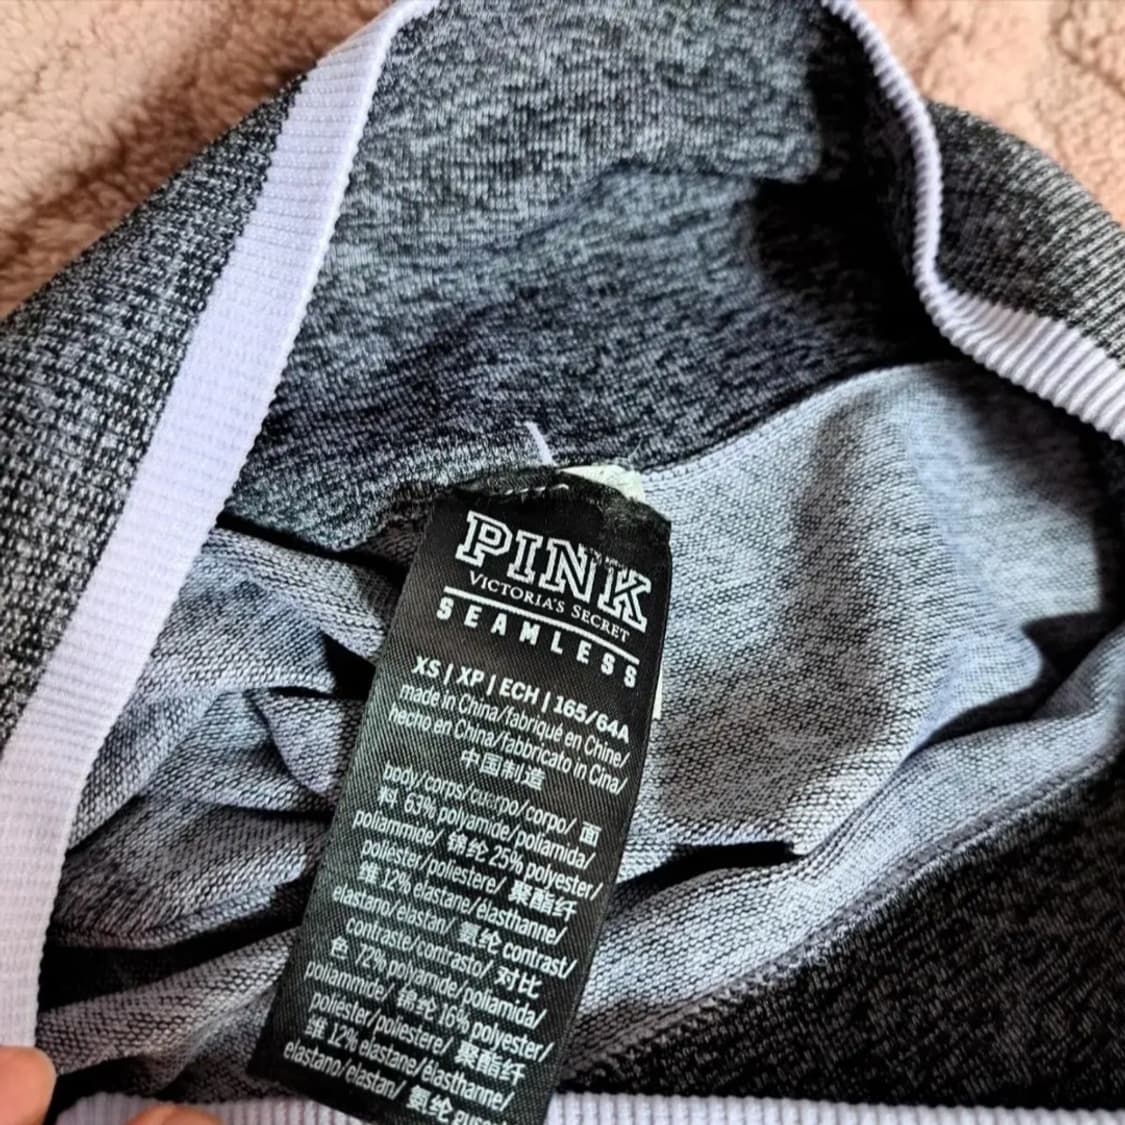 PINK
VICTORIA'S SECRET
SEAMLESS
XS | XP | ECH | 165/64A
made in China/fabriqué en Chine/
hecho en China/fabbricato in Cina/
中国制造
body/corps/cuerpo/corpo/ 面
料 63% polyamide/poliamida/
poliammide/ 锦纶 25% polyester/
poliester/poliestere/ 聚酯纤
维 12% elastane/élasthanne/
elastano/elastan/ 氨纶 contrast/
contraste/contrasto/ 对比
色 72% polyamide/poliamida/
poliammide/ 锦纶 16% polyester/
poliester/poliestere/ 聚酯纤
维 12% elastane/élasthanne/
elastano/elastan/ 氨纶